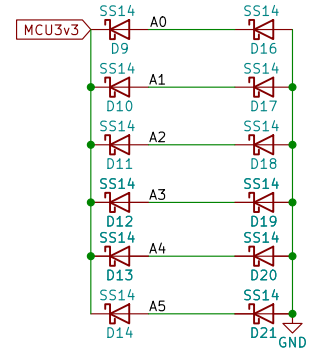 SS14 SS14
MCU3v3 A0
D9 D16
SS14 SS14
A1
D10 D17
SS14 SS14
A2
D11 D18
SS14 SS14
A3
D12 D19
SS14 SS14
A4
D13 D20
SS14 SS14
A5
D14 D21
GND